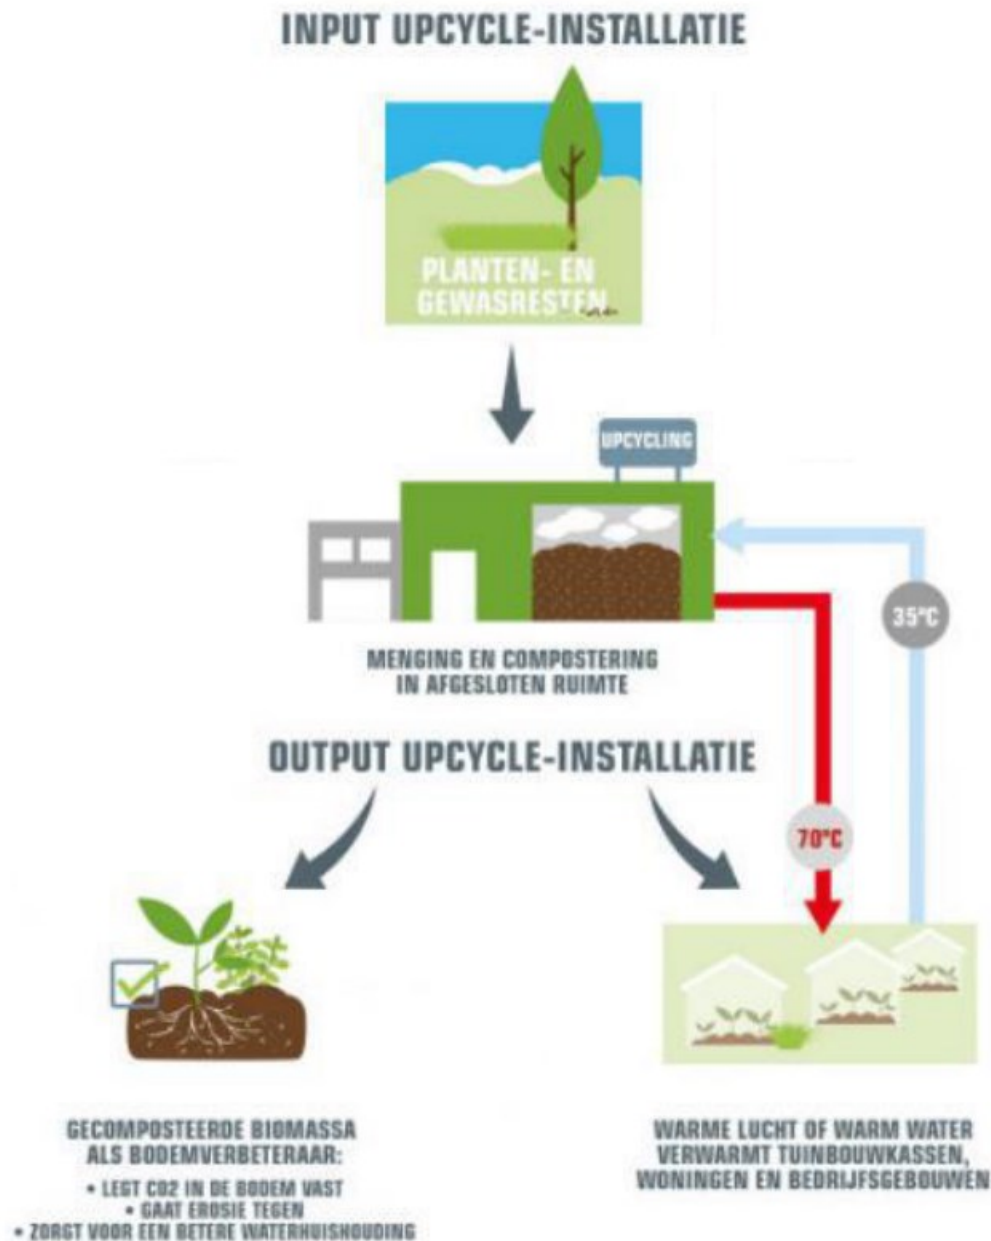 INPUT UPCYCLE-INSTALLATIE
PLANTEN- EN
GEWASRESTEN
UPCYCLING
35°C
MENGING EN COMPOSTERING
IN AFGESLOTEN RUIMTE
OUTPUT UPCYCLE-INSTALLATIE
70°C
GECOMPOSTEERDE BIOMASSA
ALS BODEMVERBETERAAR:
• LEGT CO2 IN DE BODEM VAST
• GAAT EROSIE TEGEN
• ZORGT VOOR EEN BETERE WATERHUISHOUDING
WARME LUCHT OF WARM WATER
VERWARMT TUINBOUWKASSEN,
WONINGEN EN BEDRIJFSGEBOUWEN